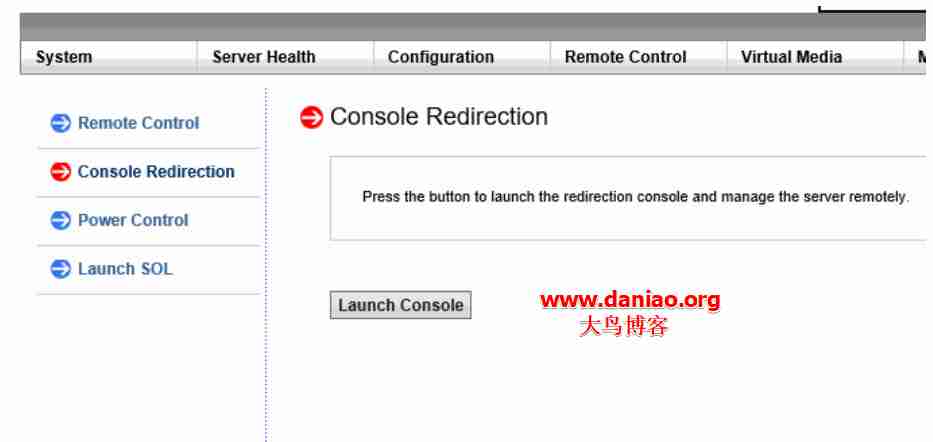 System Server Health Configuration Remote Control Virtual Media
Remote Control
Console Redirection
Power Control
Launch SOL
Console Redirection
Press the button to launch the redirection console and manage the server remotely.
Launch Console
www.daniao.org
大鸟博客